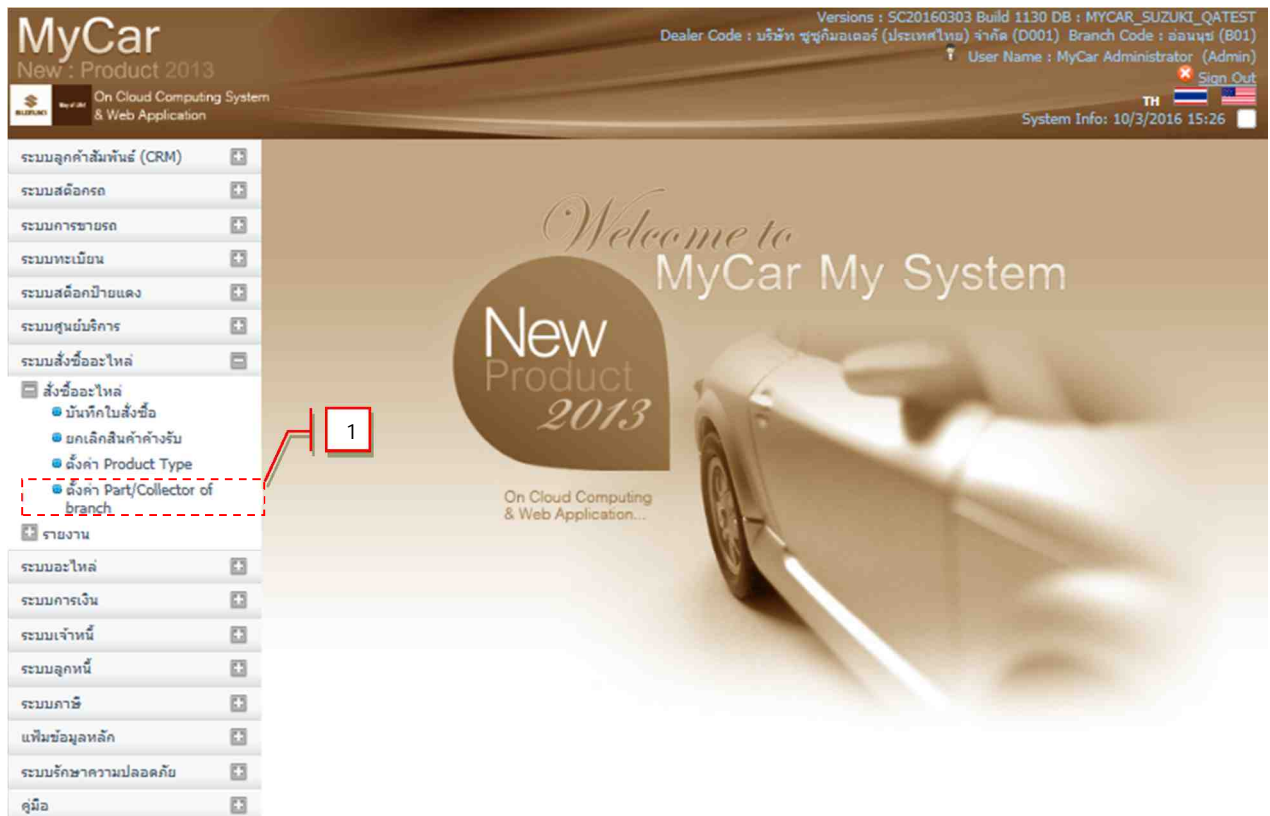 MyCar
New : Product 2013
On Cloud Computing System
& Web Application
SUZUKI
Way of Life!
Versions : SC20160303 Build 1130 DB : MYCAR_SUZUKI_QATEST
Dealer Code : บริษัท ซูซูกิมอเตอร์ (ประเทศไทย) จำกัด (D001) Branch Code : อ่อนนุช (B01)
User Name : MyCar Administrator (Admin)
Sign Out
TH
System Info: 10/3/2016 15:26
ระบบลูกค้าสัมพันธ์ (CRM)
ระบบสต๊อกรถ
ระบบการขายรถ
ระบบทะเบียน
ระบบสต็อกป้ายแดง
ระบบศูนย์บริการ
ระบบสั่งซื้ออะไหล่
สั่งซื้ออะไหล่
บันทึกใบสั่งซื้อ
ยกเลิกสินค้าค้างรับ
ตั้งค่า Product Type
ตั้งค่า Part/Collector of
branch
รายงาน
ระบบอะไหล่
ระบบการเงิน
ระบบเจ้าหนี้
ระบบลูกหนี้
ระบบภาษี
แฟ้มข้อมูลหลัก
ระบบรักษาความปลอดภัย
คู่มือ
1
Welcome to
MyCar My System
New
Product
2013
On Cloud Computing
& Web Application...